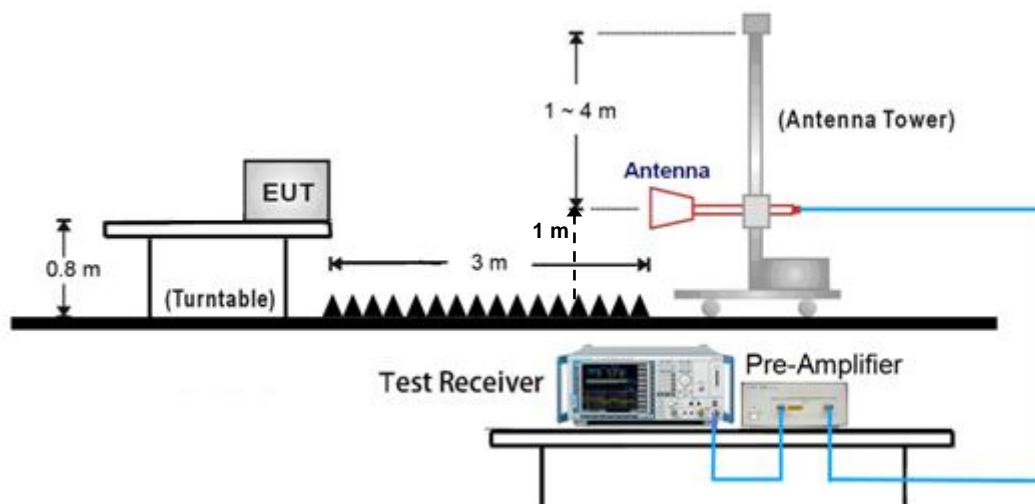 1 ~ 4 m
(Antenna Tower)
Antenna
EUT
1 m
0.8 m
3 m
(Turntable)
Test Receiver
Pre-Amplifier